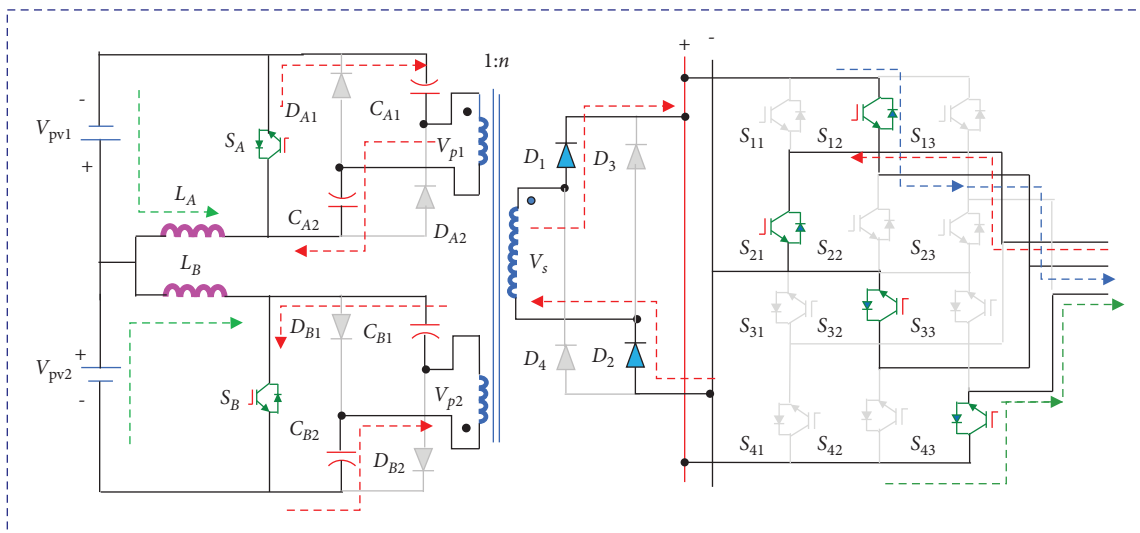 + -
1:n
-
V_pv1
+
S_A
D_A1
C_A1
V_p1
L_A
C_A2
D_A2
L_B
D_B1
C_B1
+
V_pv2
-
S_B
V_p2
C_B2
D_B2
D_1
D_3
V_s
D_4
D_2
S_11
S_12
S_13
S_21
S_22
S_23
S_31
S_32
S_33
S_41
S_42
S_43